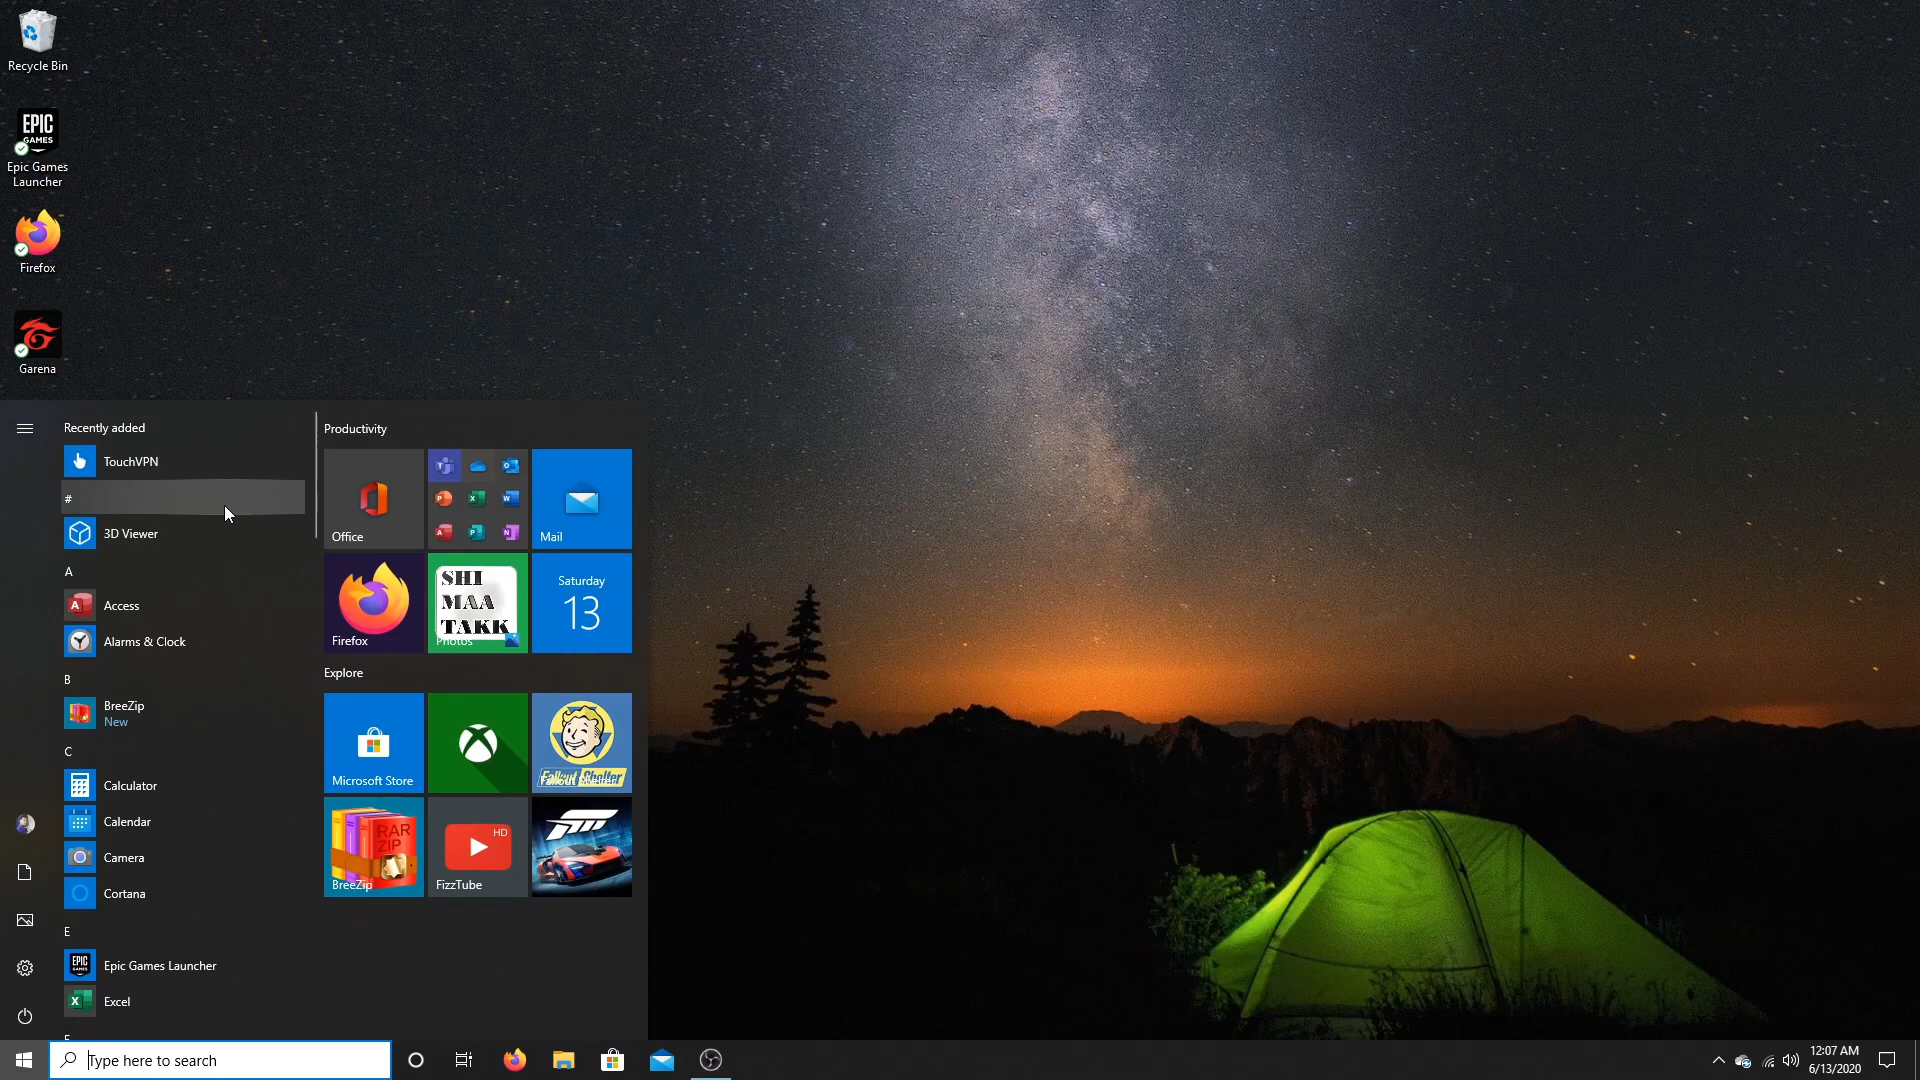 Recycle Bin
EPIC
GAMES
Epic Games
Launcher
Firefox
Garena
Recently added
TouchVPN
#
3D Viewer
A
Access
Alarms & Clock
B
BreeZip
New
C
Calculator
Calendar
Camera
Cortana
E
Epic Games Launcher
Excel
Productivity
Office
Mail
Firefox
SHI
MAA
TAKK
Photos
Saturday
13
Explore
Microsoft Store
Fallout Shelter
RAR
ZIP
BreeZip
HD
FizzTube
Type here to search
12:07 AM
6/13/2020